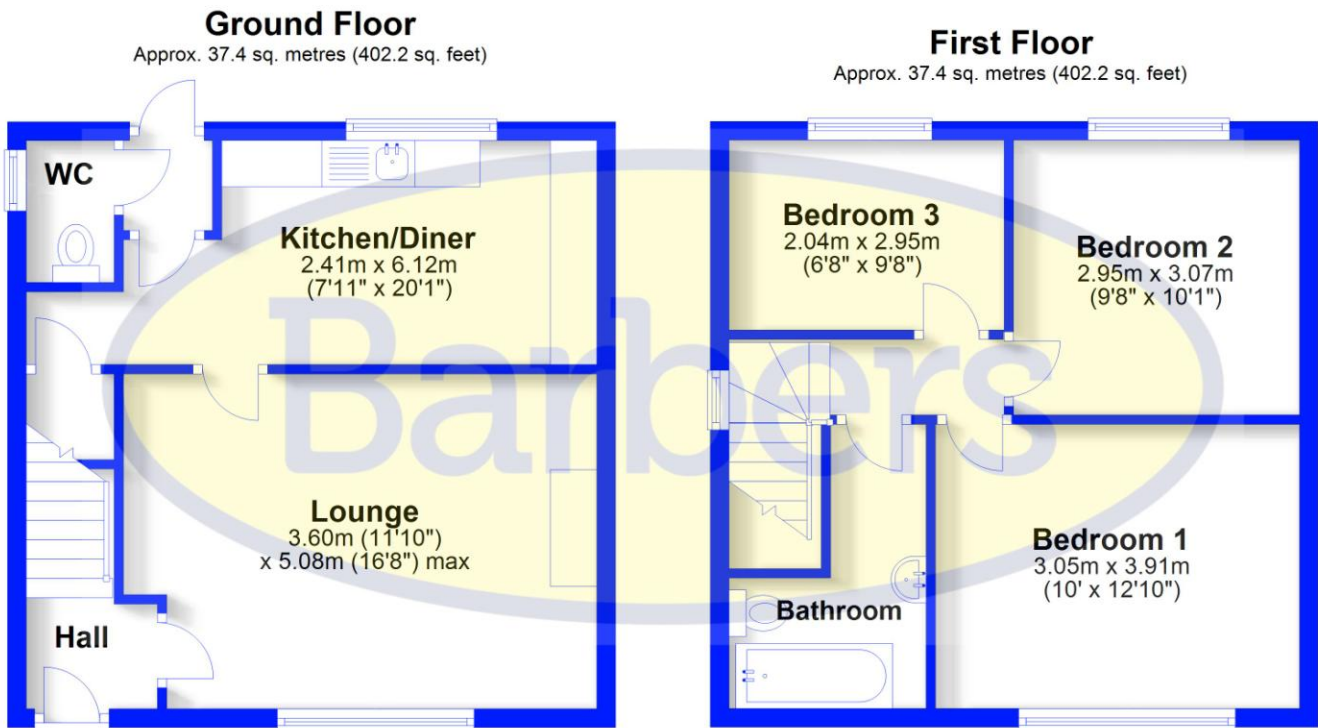 Ground Floor
Approx. 37.4 sq. metres (402.2 sq. feet)
WC
Kitchen/Diner
2.41m x 6.12m
(7'11" x 20'1")
Lounge
3.60m (11'10")
x 5.08m (16'8") max
Hall
First Floor
Approx. 37.4 sq. metres (402.2 sq. feet)
Bedroom 3
2.04m x 2.95m
(6'8" x 9'8")
Bedroom 2
2.95m x 3.07m
(9'8" x 10'1")
Bedroom 1
3.05m x 3.91m
(10' x 12'10")
Bathroom
Barbers